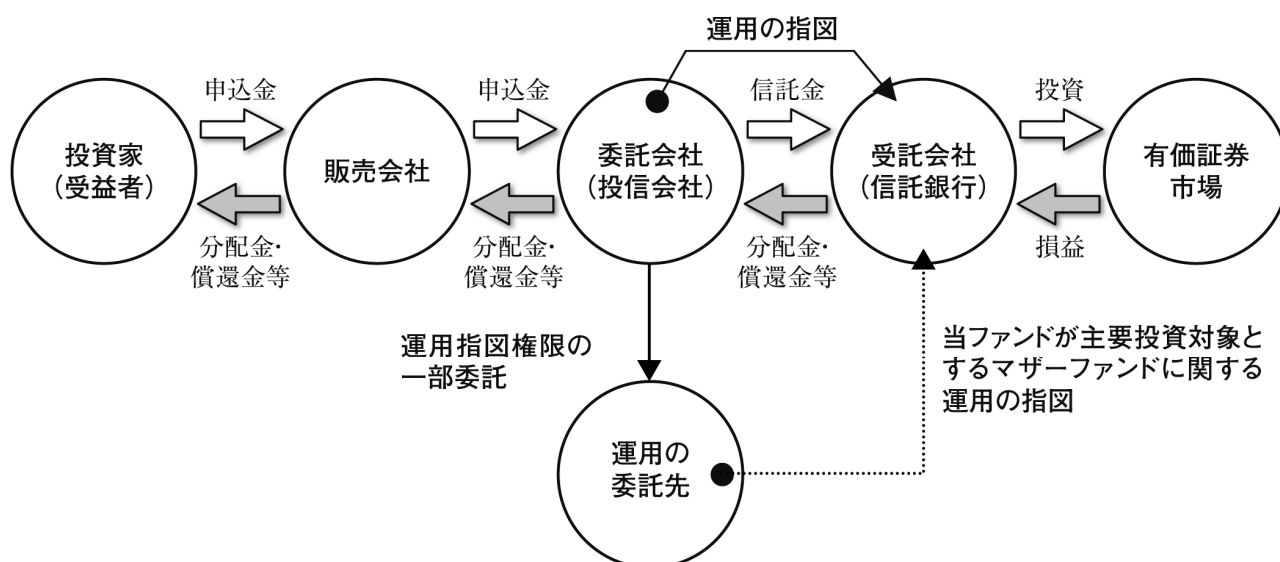 運用の指図
申込金
申込金
信託金
投資
投資家
（受益者）
販売会社
委託会社
（投信会社）
受託会社
（信託銀行）
有価証券
市場
分配金・
償還金等
分配金・
償還金等
分配金・
償還金等
損益
運用指図権限の
一部委託
当ファンドが主要投資対象と
するマザーファンドに関する
運用の指図
運用の
委託先